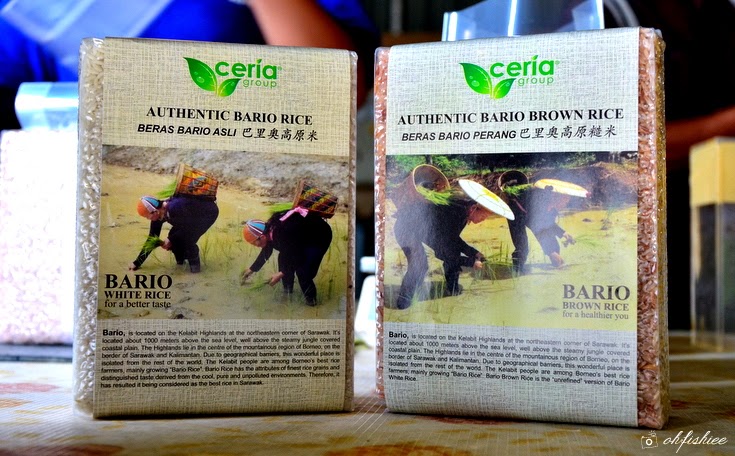 ceria
group
AUTHENTIC BARIO RICE
BERAS BARIO ASLI 巴里奥高原米
BARIO
WHITE RICE
for a better taste
Bario, is located on the Kelabit Highlands at the northeastern corner of Sarawak. It's
located about 1000 meters above the sea level, well above the steamy jungle covered
coastal plain. The Highlands lie in the centre of the mountainous region of Borneo, on the
border of Sarawak and Kalimantan. Due to geographical barriers, this wonderful place is
isolated from the rest of the world. The Kelabit people are among Borneo's best rice
farmers, mainly growing "Bario Rice". Bario Rice has the attributes of finest rice grains and
distinguished taste derived from the cool, pure and unpolluted environments. Therefore, it
has resulted it being considered as the best rice in Sarawak.
ceria
group
AUTHENTIC BARIO BROWN RICE
BERAS BARIO PERANG 巴里奥高原糙米
BARIO
BROWN RICE
for a healthier you
Bario, is located on the Kelabit Highlands at the northeastern corner of Sarawak. It's
located about 1000 meters above the sea level, well above the steamy jungle covered
coastal plain. The Highlands lie in the centre of the mountainous region of Borneo, on the
border of Sarawak and Kalimantan. Due to geographical barriers, this wonderful place is
isolated from the rest of the world. The Kelabit people are among Borneo's best rice
farmers, mainly growing "Bario Rice". Bario Brown Rice is the "unrefined" version of Bario
White Rice.
ohfishiee